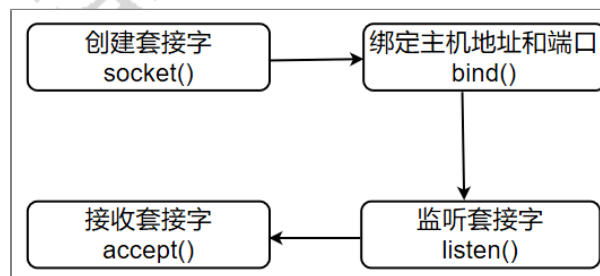 创建套接字
socket()
绑定主机地址和端口
bind()
接收套接字
accept()
监听套接字
listen()